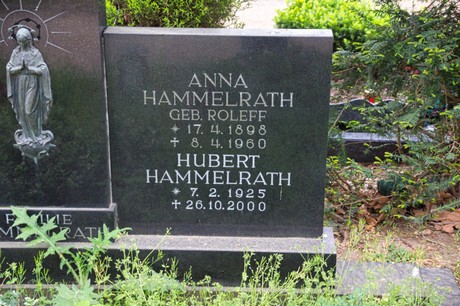 ANNA
HAMMELRATH
GEB. ROLEFF
* 17. 4. 1898
✝ 8. 4. 1960
HUBERT
HAMMELRATH
* 7. 2. 1925
✝ 26.10.2000